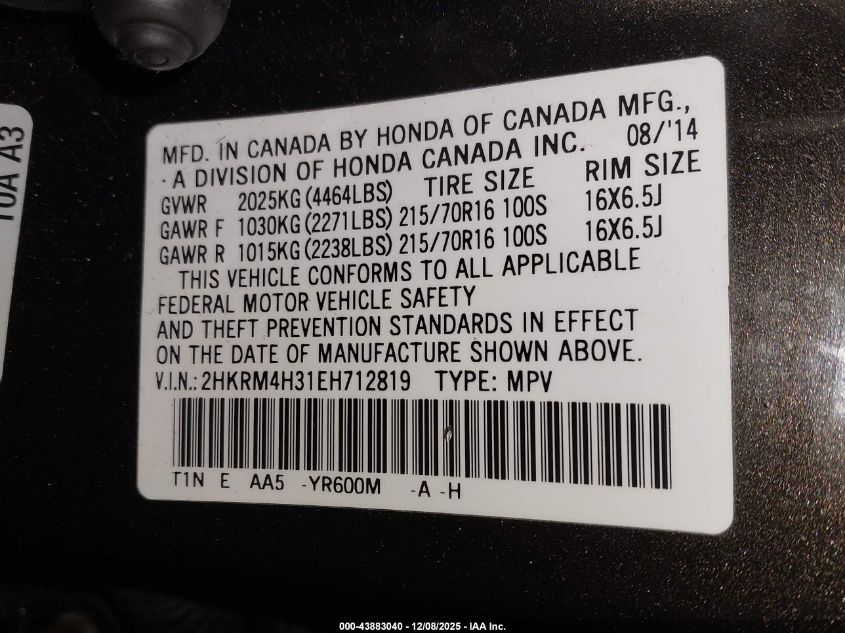 10A A3
MFD. IN CANADA BY HONDA OF CANADA MFG.,
- A DIVISION OF HONDA CANADA INC. 08/'14
GVWR 2025KG (4464LBS) TIRE SIZE RIM SIZE
GAWR F 1030KG (2271LBS) 215/70R16 100S 16X6.5J
GAWR R 1015KG (2238LBS) 215/70R16 100S 16X6.5J
THIS VEHICLE CONFORMS TO ALL APPLICABLE
FEDERAL MOTOR VEHICLE SAFETY
AND THEFT PREVENTION STANDARDS IN EFFECT
ON THE DATE OF MANUFACTURE SHOWN ABOVE.
V.I.N.: 2HKRM4H31EH712819 TYPE: MPV
T1N E AA5 -YR600M -A -H
000-43883040 - 12/08/2025 - IAA Inc.